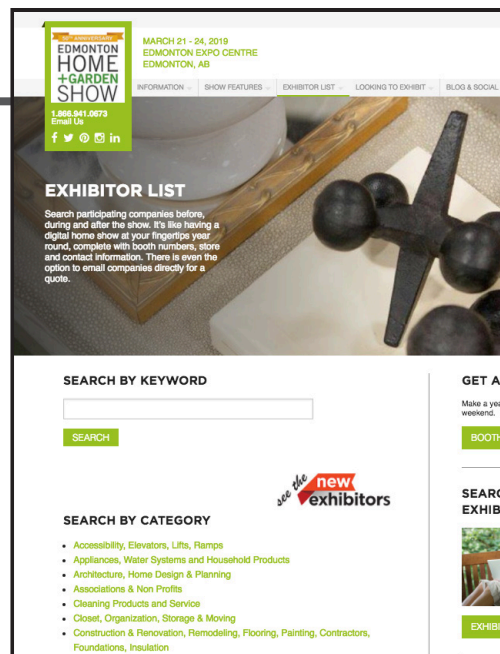 50TH ANNIVERSARY
EDMONTON
HOME
+GARDEN
SHOW
1.866.941.0673
Email Us
MARCH 21 - 24, 2019
EDMONTON EXPO CENTRE
EDMONTON, AB
INFORMATION SHOW FEATURES EXHIBITOR LIST LOOKING TO EXHIBIT BLOG & SOCIAL
EXHIBITOR LIST
Search participating companies before,
during and after the show. It's like having a
digital home show at your fingertips year
round, complete with booth numbers, store
and contact information. There is even the
option to email companies directly for a
quote.
SEARCH BY KEYWORD
SEARCH
see the new
exhibitors
SEARCH BY CATEGORY
Accessibility, Elevators, Lifts, Ramps
Appliances, Water Systems and Household Products
Architecture, Home Design & Planning
Associations & Non Profits
Cleaning Products and Service
Closet, Organization, Storage & Moving
Construction & Renovation, Remodeling, Flooring, Painting, Contractors,
Foundations, Insulation
GET A
Make a yea
weekend.
BOOTH
SEARC
EXHIB
EXHIBI